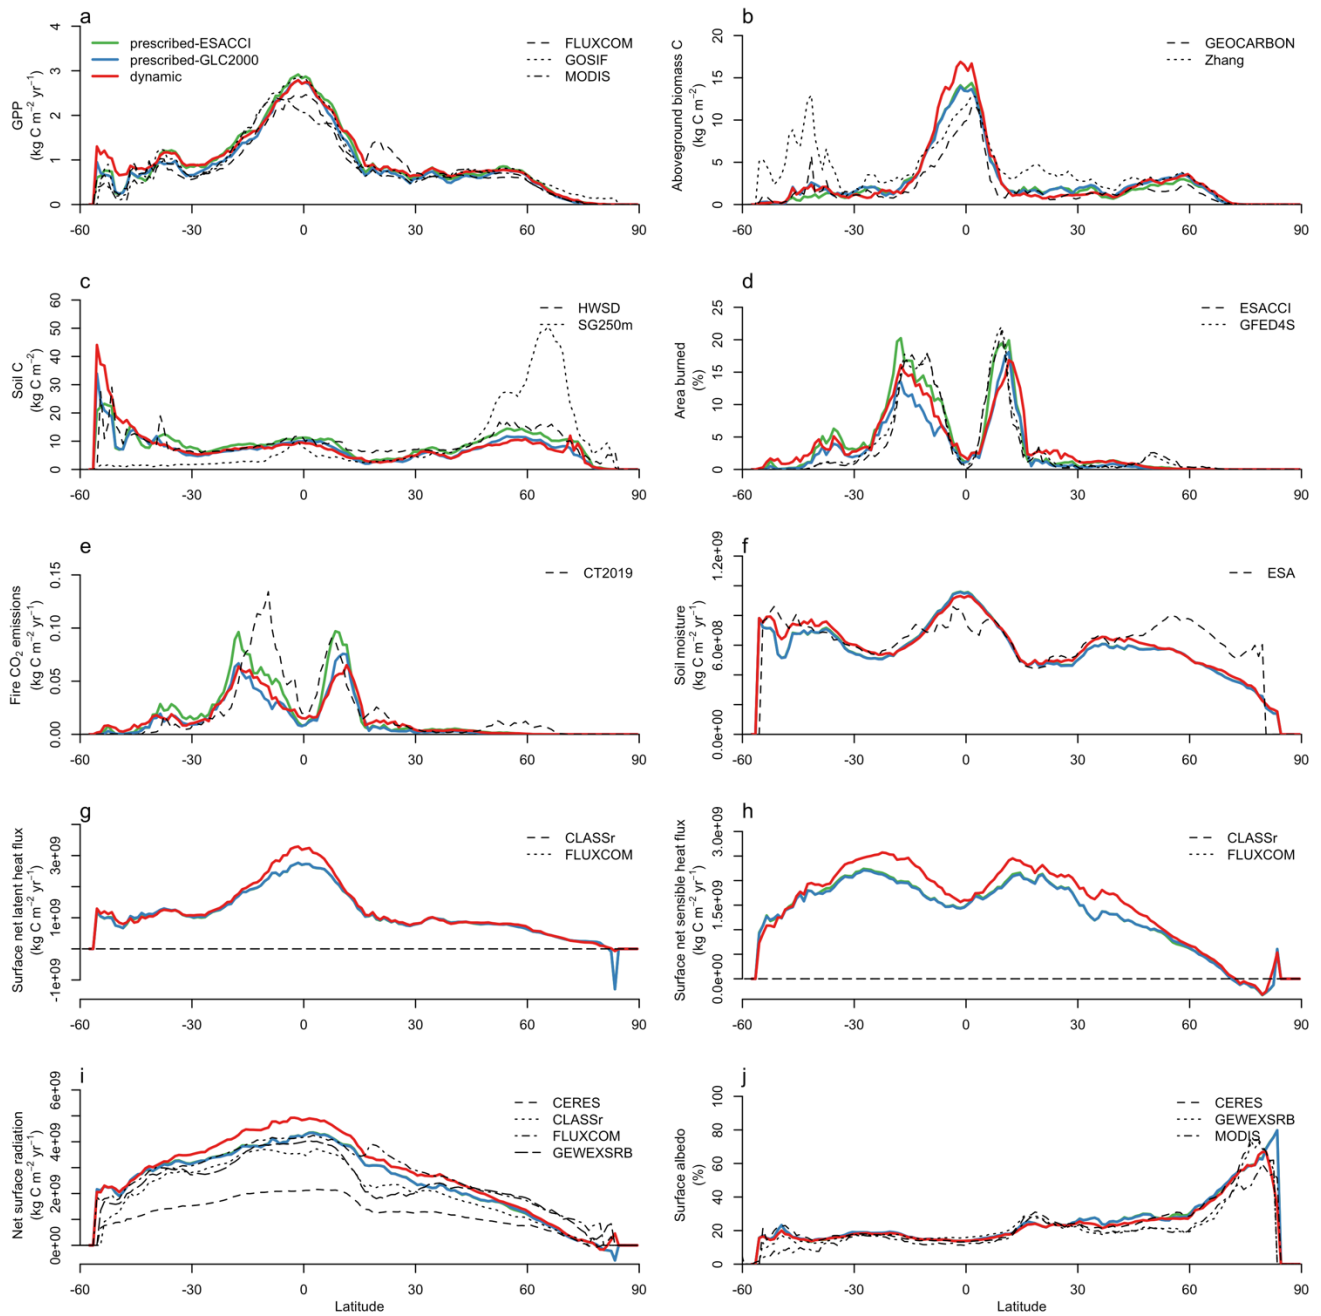 a
prescribed-ESACCI
prescribed-GLC2000
dynamic
FLUXCOM
GOSIF
MODIS
GPP
(kg C m⁻² yr⁻¹)
0 1 2 3 4
-60 -30 0 30 60 90
b
GEOCARBON
Zhang
Aboveground biomass C
(kg C m⁻²)
0 5 10 15 20
-60 -30 0 30 60 90
c
HWSD
SG250m
Soil C
(kg C m⁻²)
0 10 20 30 40 50 60
-60 -30 0 30 60 90
d
ESACCI
GFED4S
Area burned
(%)
0 5 10 15 20 25
-60 -30 0 30 60 90
e
CT2019
Fire CO₂ emissions
(kg C m⁻² yr⁻¹)
0.00 0.05 0.10 0.15
-60 -30 0 30 60 90
f
ESA
Soil moisture
(kg C m⁻² yr⁻¹)
0.0e+00 6.0e+08 1.2e+09
-60 -30 0 30 60 90
g
CLASSr
FLUXCOM
Surface net latent heat flux
(kg C m⁻² yr⁻¹)
-1e+09 1e+09 3e+09
-60 -30 0 30 60 90
h
CLASSr
FLUXCOM
Surface net sensible heat flux
(kg C m⁻² yr⁻¹)
0.0e+00 1.5e+09 3.0e+09
-60 -30 0 30 60 90
i
CERES
CLASSr
FLUXCOM
GEWEXSRB
Net surface radiation
(kg C m⁻² yr⁻¹)
0e+00 2e+09 4e+09 6e+09
-60 -30 0 30 60 90
Latitude
j
CERES
GEWEXSRB
MODIS
Surface albedo
(%)
0 20 40 60 80 100
-60 -30 0 30 60 90
Latitude